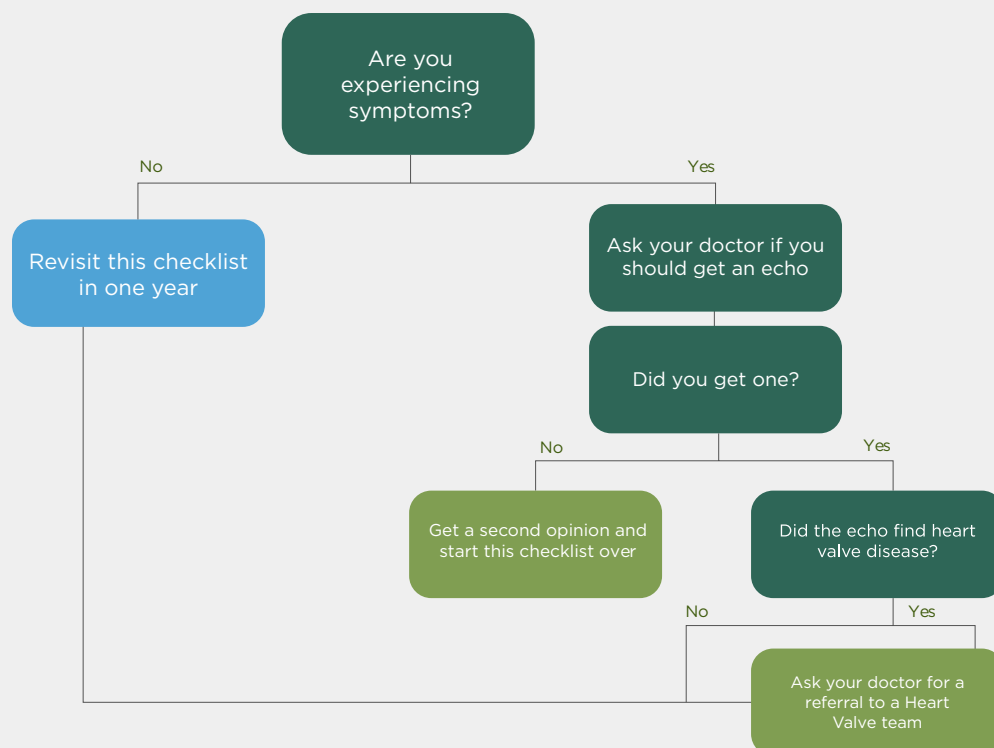 Are you
experiencing
symptoms?
No
Yes
Revisit this checklist
in one year
Ask your doctor if you
should get an echo
Did you get one?
No
Yes
Get a second opinion and
start this checklist over
Did the echo find heart
valve disease?
No
Yes
Ask your doctor for a
referral to a Heart
Valve team